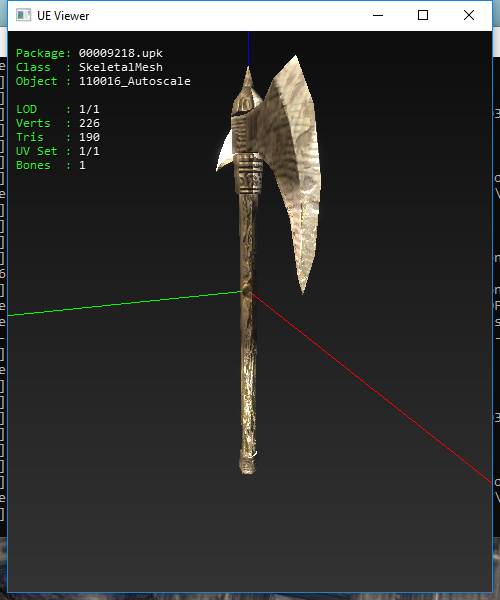 UE Viewer
Package: 00009218.upk
Class : SkeletalMesh
Object : 110016_Autoscale
LOD : 1/1
Verts : 226
Tris : 190
UV Set : 1/1
Bones : 1